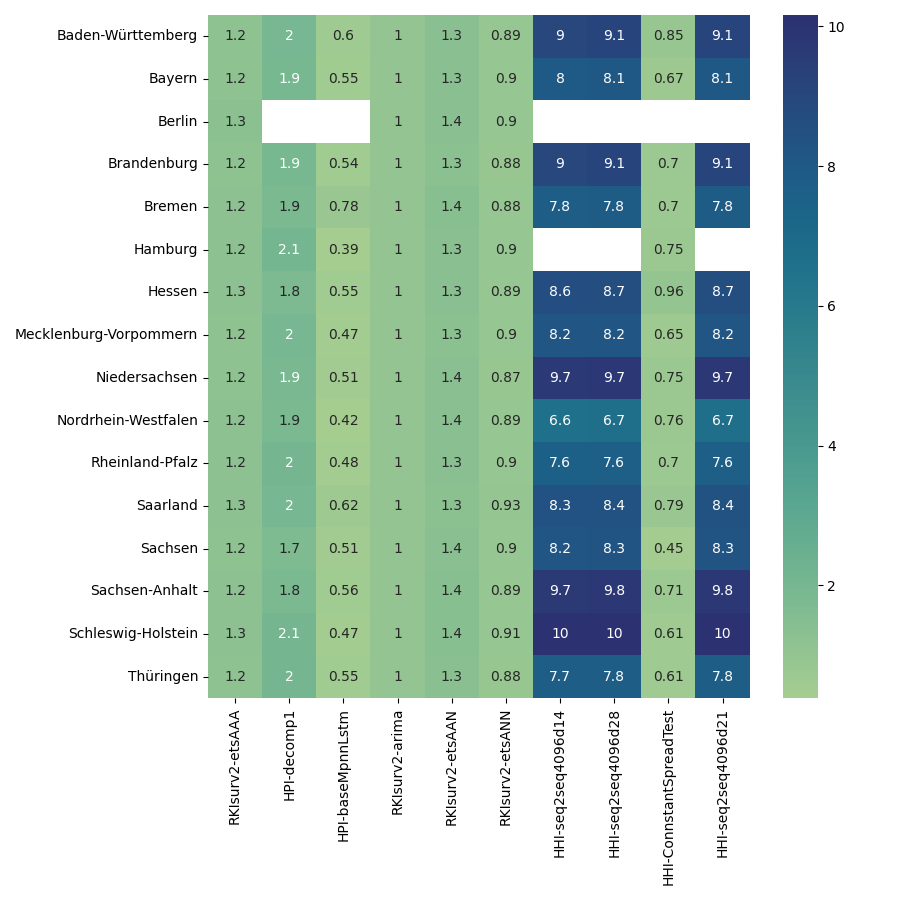 Baden-Württemberg 1.2 2 0.6 1 1.3 0.89 9 9.1 0.85 9.1
Bayern 1.2 1.9 0.55 1 1.3 0.9 8 8.1 0.67 8.1
Berlin 1.3 1 1.4 0.9
Brandenburg 1.2 1.9 0.54 1 1.3 0.88 9 9.1 0.7 9.1
Bremen 1.2 1.9 0.78 1 1.4 0.88 7.8 7.8 0.7 7.8
Hamburg 1.2 2.1 0.39 1 1.3 0.9 0.75
Hessen 1.3 1.8 0.55 1 1.3 0.89 8.6 8.7 0.96 8.7
Mecklenburg-Vorpommern 1.2 2 0.47 1 1.3 0.9 8.2 8.2 0.65 8.2
Niedersachsen 1.2 1.9 0.51 1 1.4 0.87 9.7 9.7 0.75 9.7
Nordrhein-Westfalen 1.2 1.9 0.42 1 1.4 0.89 6.6 6.7 0.76 6.7
Rheinland-Pfalz 1.2 2 0.48 1 1.3 0.9 7.6 7.6 0.7 7.6
Saarland 1.3 2 0.62 1 1.3 0.93 8.3 8.4 0.79 8.4
Sachsen 1.2 1.7 0.51 1 1.4 0.9 8.2 8.3 0.45 8.3
Sachsen-Anhalt 1.2 1.8 0.56 1 1.4 0.89 9.7 9.8 0.71 9.8
Schleswig-Holstein 1.3 2.1 0.47 1 1.4 0.91 10 10 0.61 10
Thüringen 1.2 2 0.55 1 1.3 0.88 7.7 7.8 0.61 7.8
RKIsurv2-etsAAA
HPI-decomp1
HPI-baseMpnnLstm
RKIsurv2-arima
RKIsurv2-etsAAN
RKIsurv2-etsANN
HHI-seq2seq4096d14
HHI-seq2seq4096d28
HHI-ConnstantSpreadTest
HHI-seq2seq4096d21
10
8
6
4
2